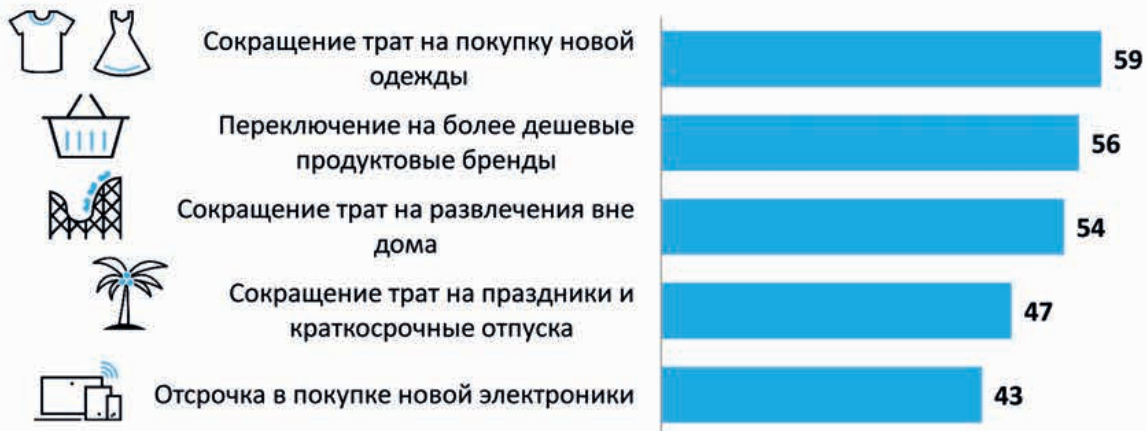 Сокращение трат на покупку новой
одежды
59
Переключение на более дешевые
продуктовые бренды
56
Сокращение трат на развлечения вне
дома
54
Сокращение трат на праздники и
краткосрочные отпуска
47
Отсрочка в покупке новой электроники
43